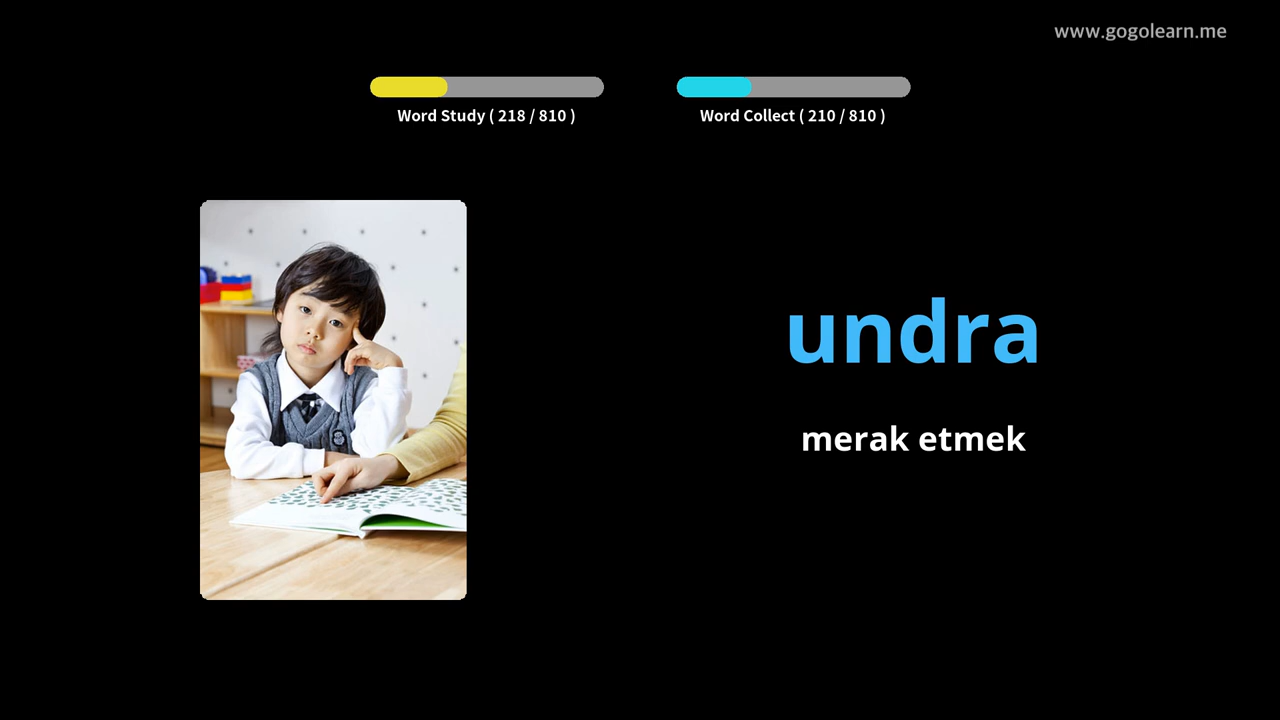 www.gogolearn.me
Word Study ( 218 / 810 )
Word Collect ( 210 / 810 )
undra
merak etmek